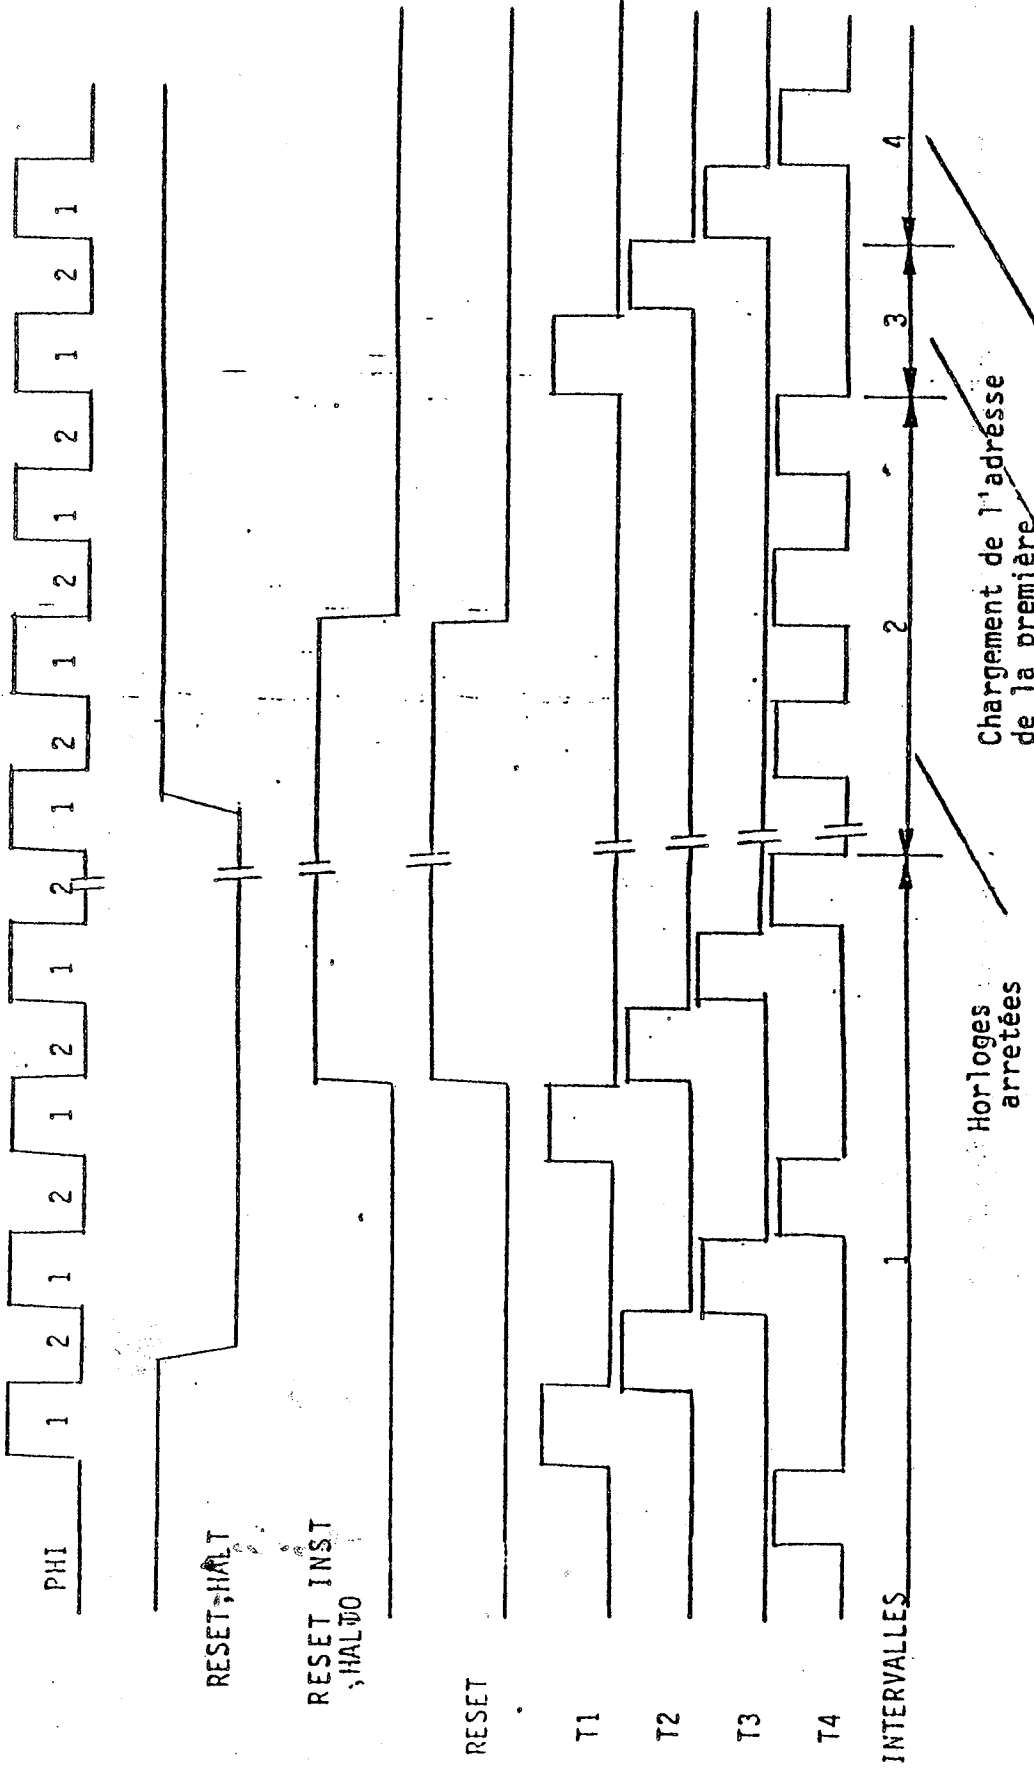 PHI
1 2 1 2 1 2 1 2 1 2 1 2 1 2 1 2 1
RESET,HALT
RESET INST
,HALDO
RESET
T1
T2
T3
T4
INTERVALLES
1 2 3 4
Horloges
arretées
Chargement de l'adresse
de la première